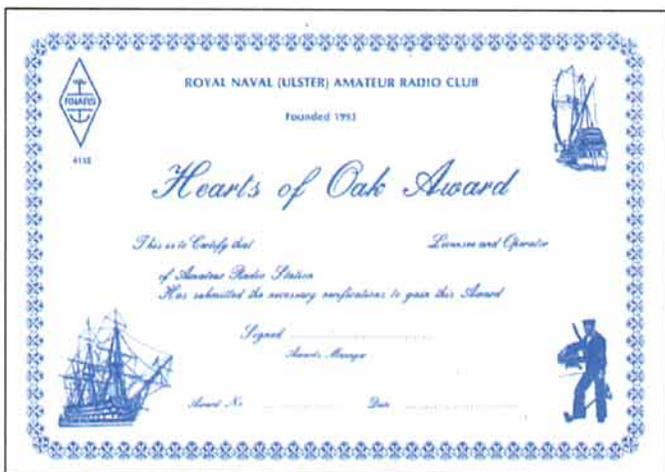 RNARS
4112
ROYAL NAVAL (ULSTER) AMATEUR RADIO CLUB
Founded 1993
Hearts of Oak Award
This is to Certify that Licensee and Operator
of Amateur Radio Station
Has submitted the necessary verifications to gain this Award
Signed
Awards Manager
Award No. Date